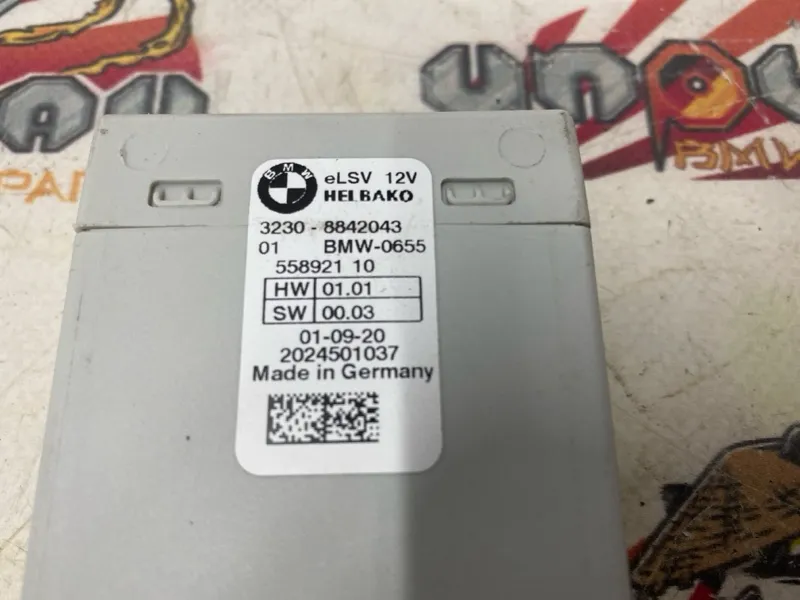 BMW
eLSV 12V
HELBAKO
3230 - 8842043
01 BMW-0655
558921 10
HW 01.01
SW 00.03
01-09-20
2024501037
Made in Germany
BMW